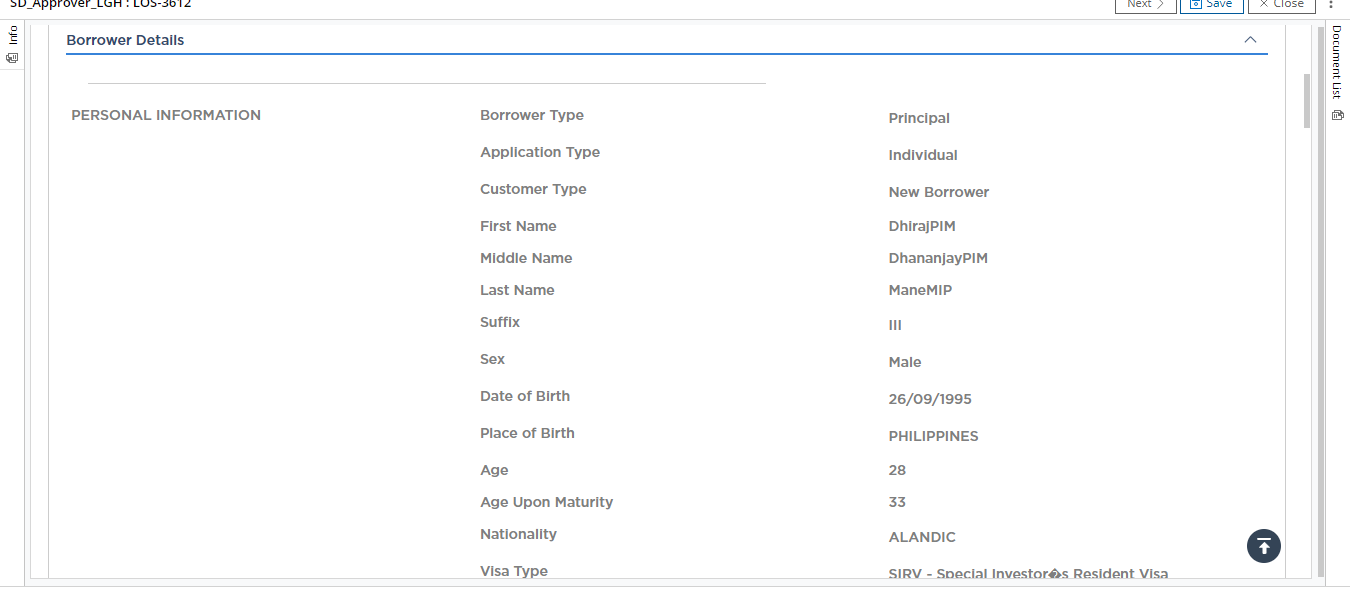 SD_Approver_LGH : LOS-3612
Next
Save
Close
Info
Document List
Borrower Details
PERSONAL INFORMATION
Borrower Type Principal
Application Type Individual
Customer Type New Borrower
First Name DhirajPIM
Middle Name DhananjayPIM
Last Name ManeMIP
Suffix III
Sex Male
Date of Birth 26/09/1995
Place of Birth PHILIPPINES
Age 28
Age Upon Maturity 33
Nationality ALANDIC
Visa Type SIRV - Special Investor�s Resident Visa